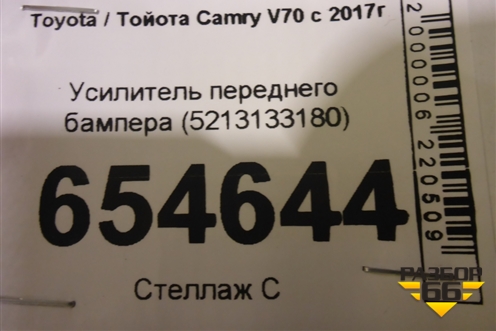 Toyota / Тойота Camry V70 с 2017г
Усилитель переднего
бампера (5213133180)
654644
Стеллаж С
2000006220509
РАЗБОР
66